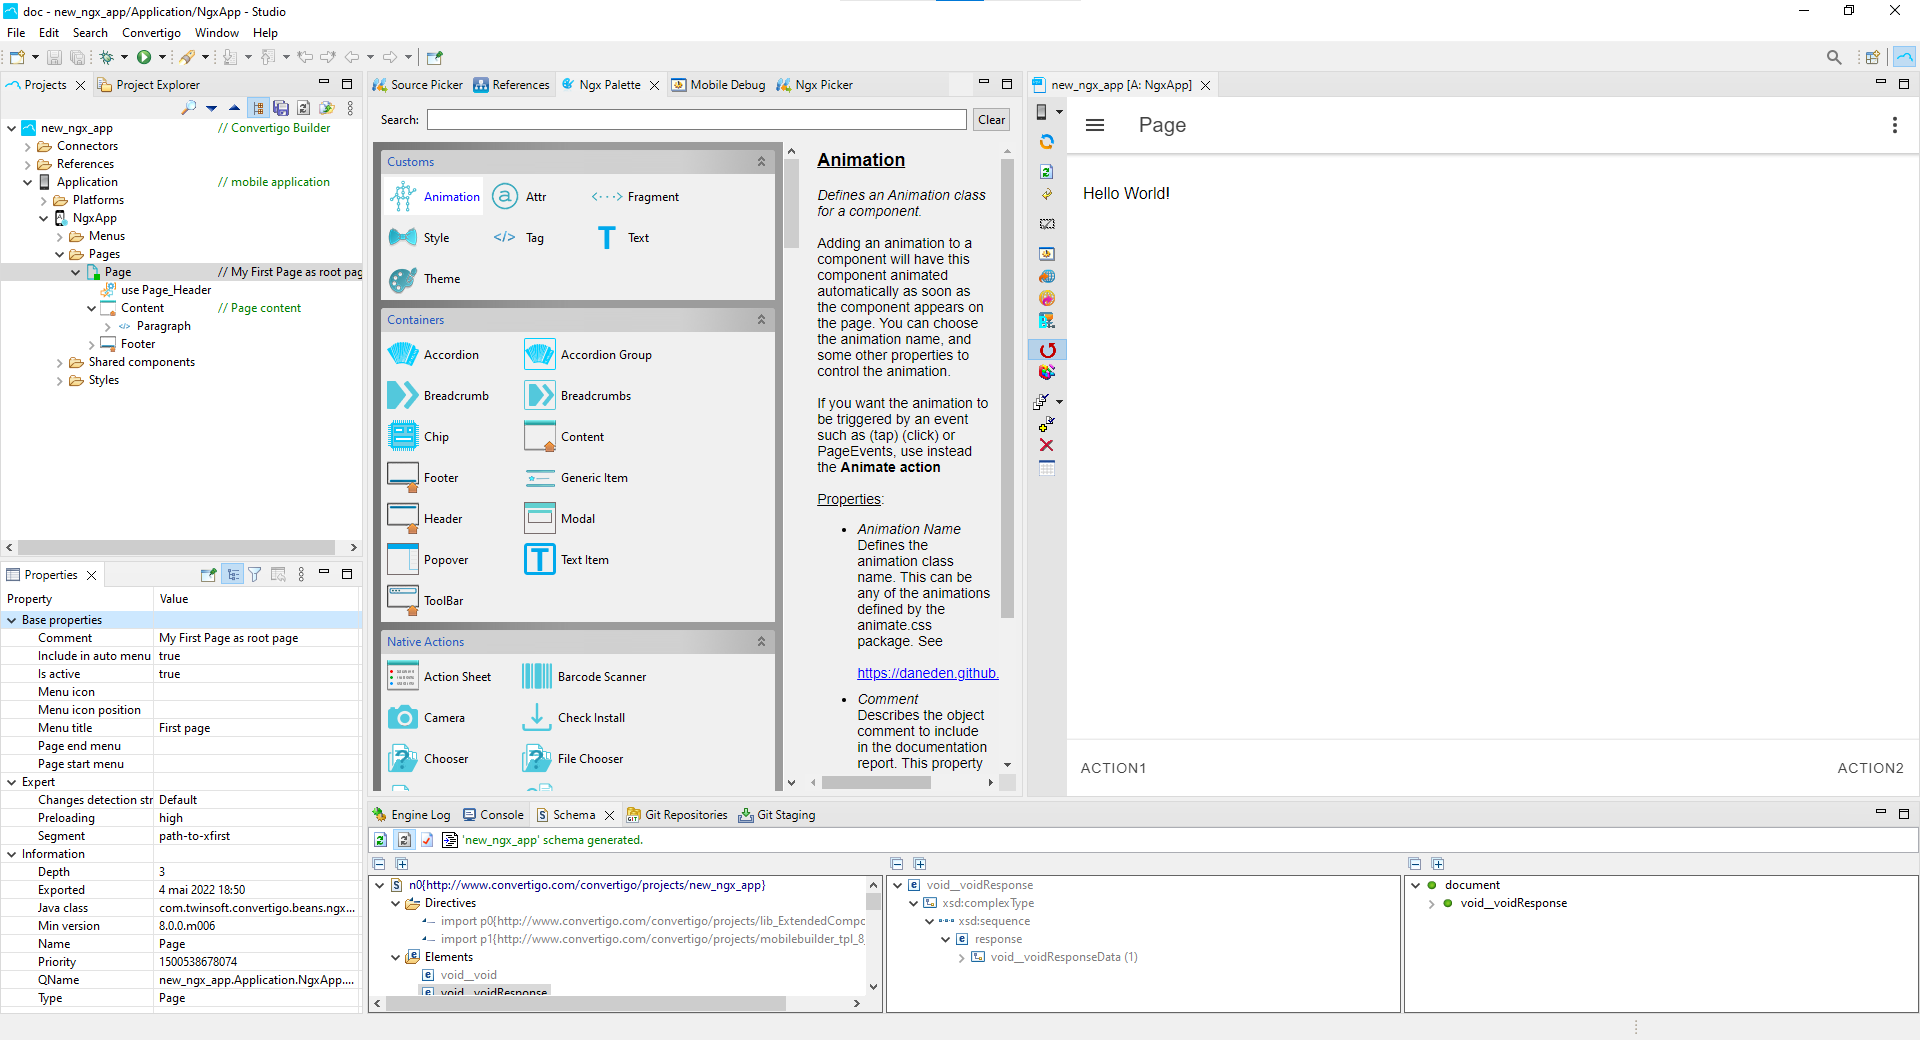 doc - new_ngx_app/Application/NgxApp - Studio
File Edit Search Convertigo Window Help
Projects
Project Explorer
new_ngx_app // Convertigo Builder
Connectors
References
Application // mobile application
Platforms
NgxApp
Menus
Pages
Page // My First Page as root pag
use Page_Header
Content // Page content
Paragraph
Footer
Shared components
Styles
Properties
Property Value
Base properties
Comment My First Page as root page
Include in auto menu true
Is active true
Menu icon
Menu icon position
Menu title First page
Page end menu
Page start menu
Expert
Changes detection str Default
Preloading high
Segment path-to-xfirst
Information
Depth 3
Exported 4 mai 2022 18:50
Java class com.twinsoft.convertigo.beans.ngx...
Min version 8.0.0.m006
Name Page
Priority 1500538678074
QName new_ngx_app.Application.NgxApp....
Type Page
Source Picker References Ngx Palette Mobile Debug Ngx Picker
Search: Clear
Customs
Animation Attr Fragment
Style Tag Text
Theme
Containers
Accordion Accordion Group
Breadcrumb Breadcrumbs
Chip Content
Footer Generic Item
Header Modal
Popover Text Item
ToolBar
Native Actions
Action Sheet Barcode Scanner
Camera Check Install
Chooser File Chooser
Animation
Defines an Animation class
for a component.
Adding an animation to a
component will have this
component animated
automatically as soon as
the component appears on
the page. You can choose
the animation name, and
some other properties to
control the animation.
If you want the animation to
be triggered by an event
such as (tap) (click) or
PageEvents, use instead
the Animate action
Properties:
• Animation Name
Defines the
animation class
name. This can be
any of the animations
defined by the
animate.css
package. See
https://daneden.github.
• Comment
Describes the object
comment to include
in the documentation
report. This property
new_ngx_app [A: NgxApp]
Page
Hello World!
ACTION1 ACTION2
Engine Log Console Schema Git Repositories Git Staging
'new_ngx_app' schema generated.
n0{http://www.convertigo.com/convertigo/projects/new_ngx_app}
Directives
import p0{http://www.convertigo.com/convertigo/projects/lib_ExtendedCompc
import p1{http://www.convertigo.com/convertigo/projects/mobilebuilder_tpl_8_
Elements
void__void
void__voidResponse
void__voidResponse
xsd:complexType
xsd:sequence
response
void__voidResponseData (1)
document
void__voidResponse